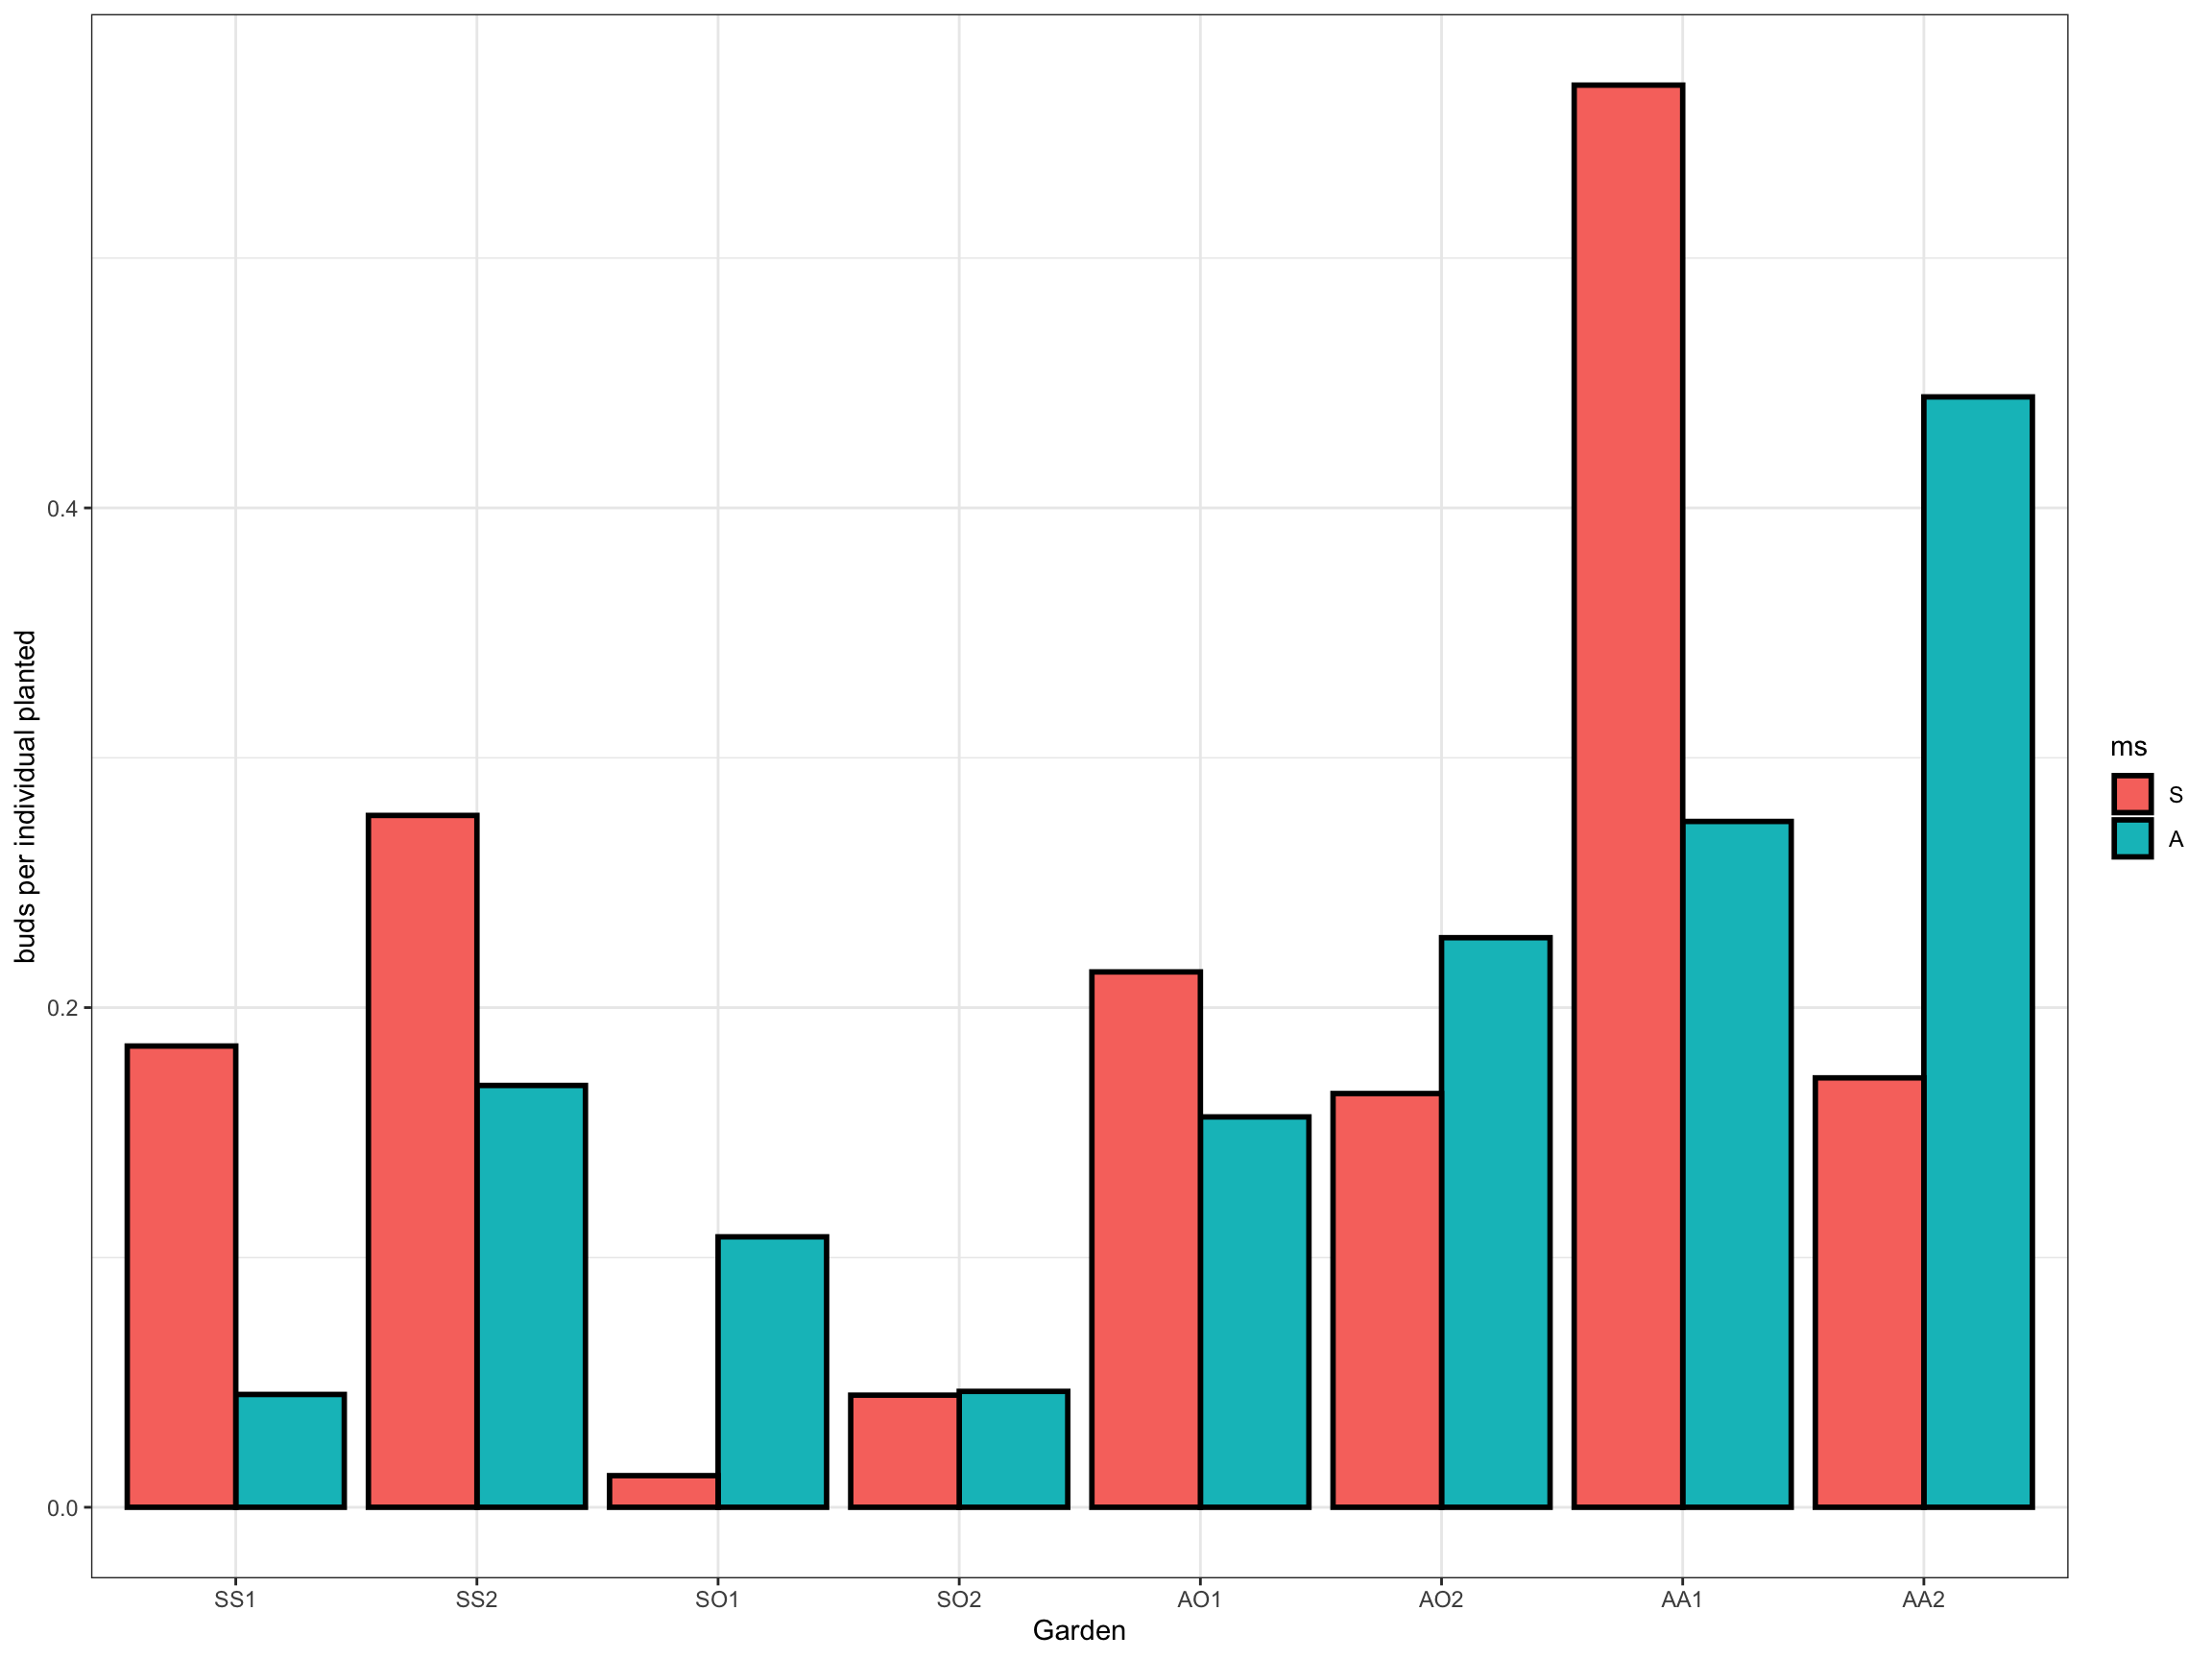 buds per individual planted
0.4
0.2
0.0
SS1 SS2 SO1 SO2 AO1 AO2 AA1 AA2
Garden
ms
S
A